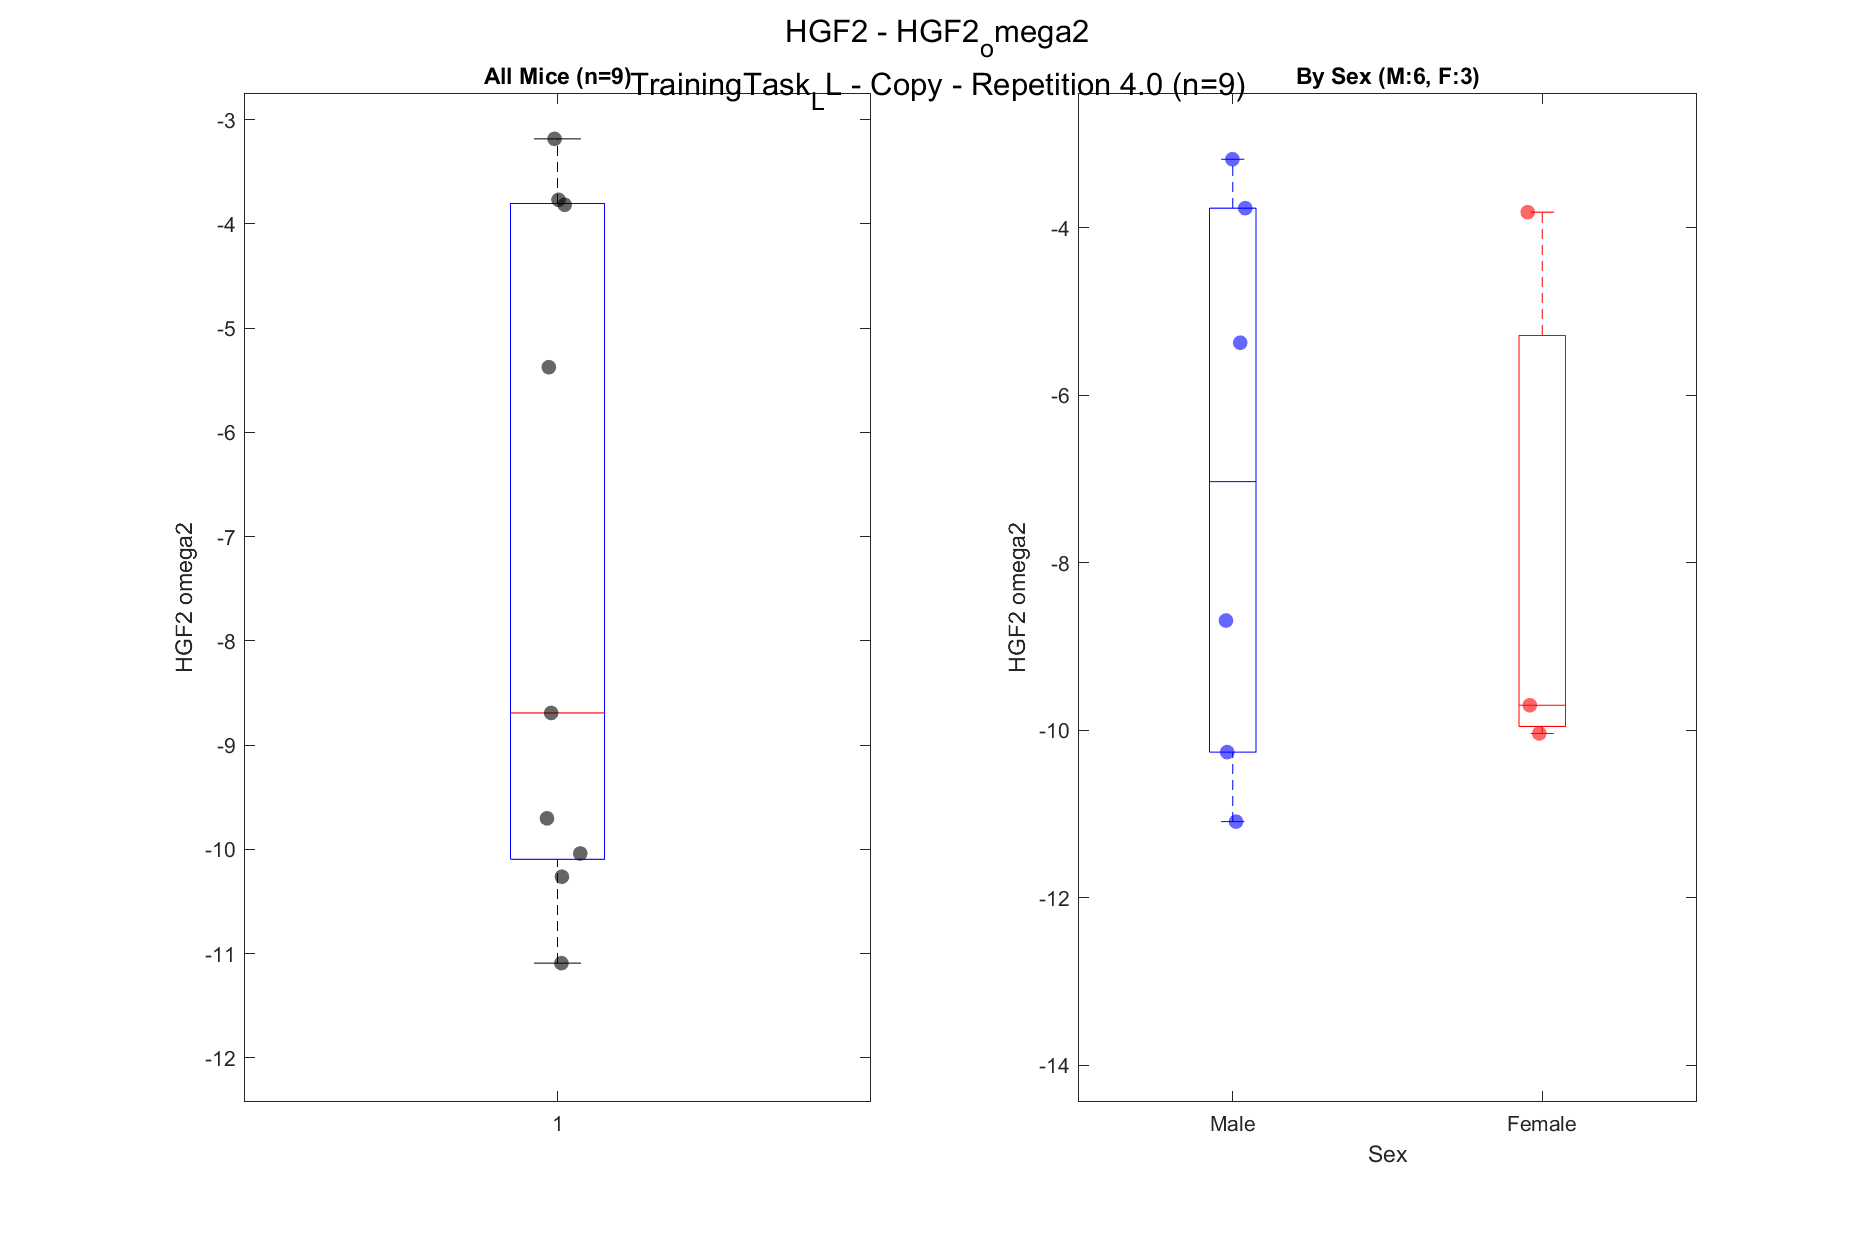 HGF2 - HGF2omega2
TrainingTaskLL - Copy - Repetition 4.0 (n=9)
All Mice (n=9)
-3
-4
-5
-6
-7
-8
-9
-10
-11
-12
HGF2 omega2
1
By Sex (M:6, F:3)
-4
-6
-8
-10
-12
-14
HGF2 omega2
Male
Female
Sex